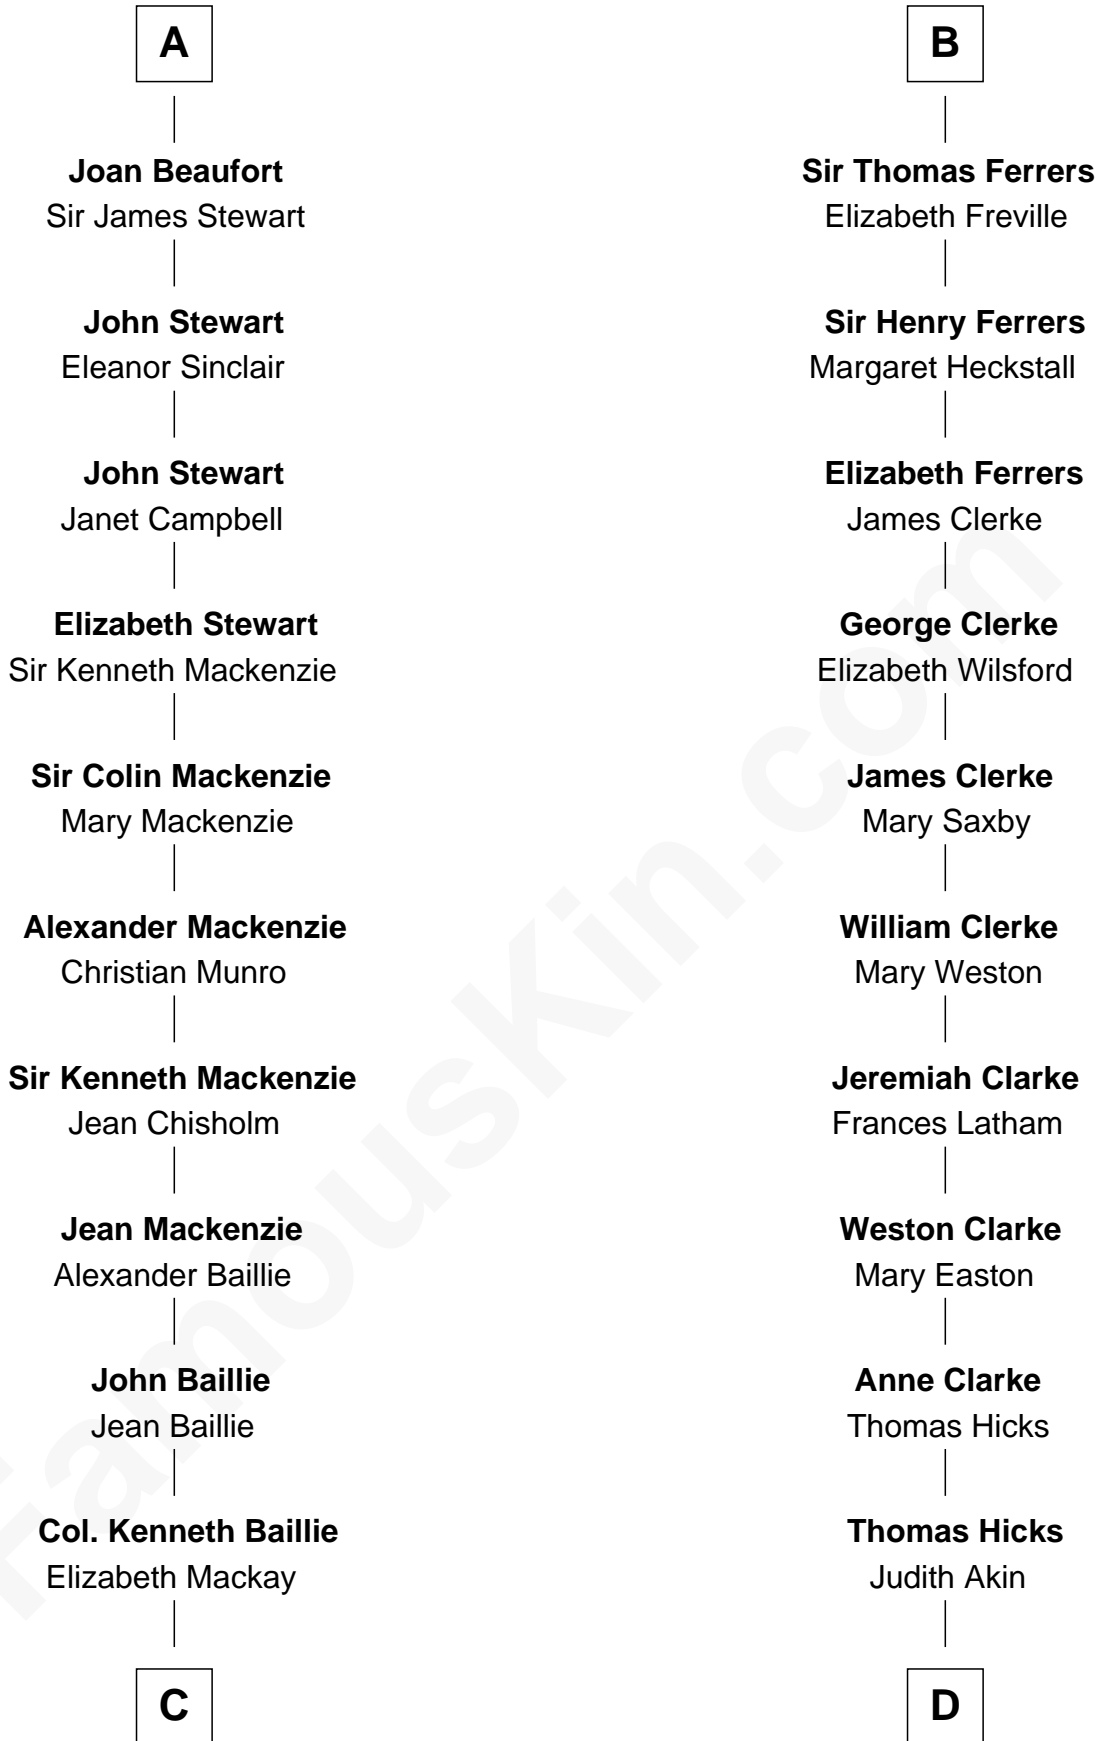 A
Joan Beaufort
Sir James Stewart
John Stewart
Eleanor Sinclair
John Stewart
Janet Campbell
Elizabeth Stewart
Sir Kenneth Mackenzie
Sir Colin Mackenzie
Mary Mackenzie
Alexander Mackenzie
Christian Munro
Sir Kenneth Mackenzie
Jean Chisholm
Jean Mackenzie
Alexander Baillie
John Baillie
Jean Baillie
Col. Kenneth Baillie
Elizabeth Mackay
C
B
Sir Thomas Ferrers
Elizabeth Freville
Sir Henry Ferrers
Margaret Heckstall
Elizabeth Ferrers
James Clerke
George Clerke
Elizabeth Wilsford
James Clerke
Mary Saxby
William Clerke
Mary Weston
Jeremiah Clarke
Frances Latham
Weston Clarke
Mary Easton
Anne Clarke
Thomas Hicks
Thomas Hicks
Judith Akin
D
FamousKin.com